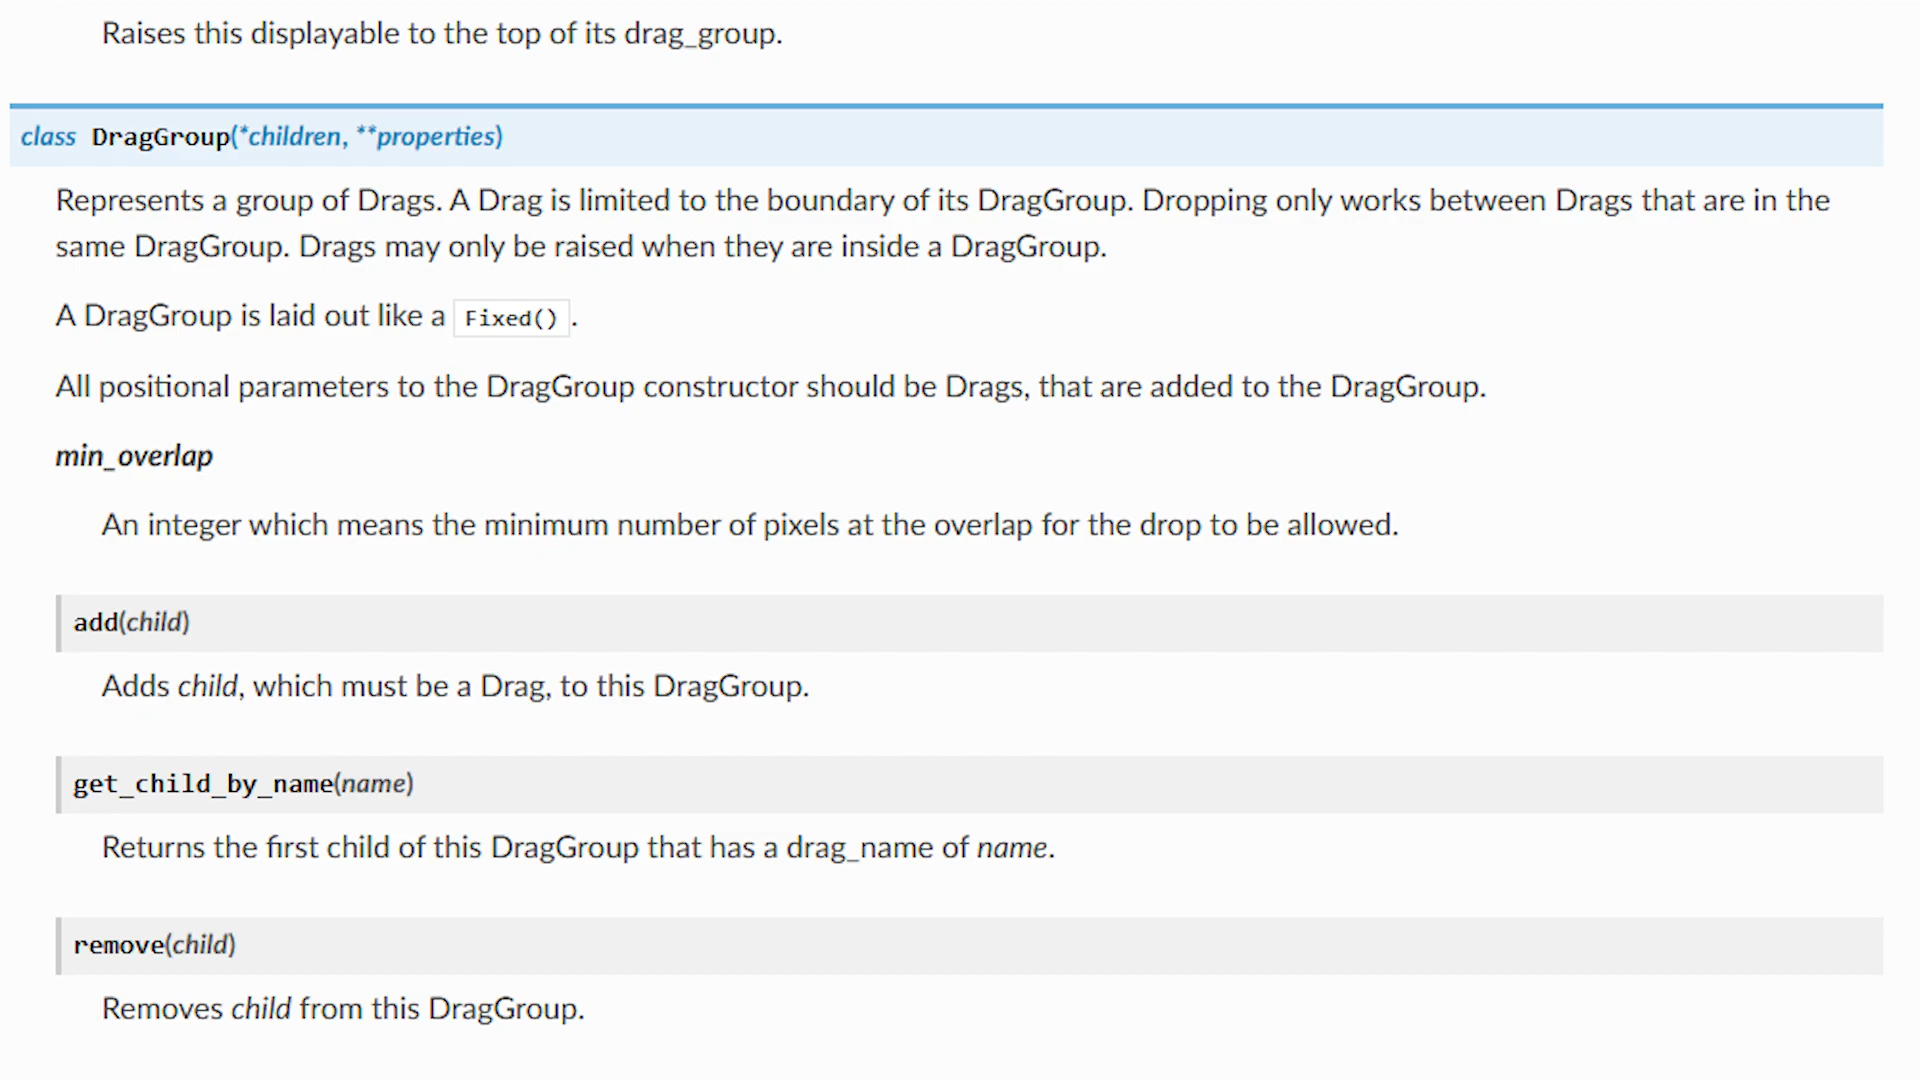 Raises this displayable to the top of its drag_group.
class DragGroup(*children, **properties)
Represents a group of Drags. A Drag is limited to the boundary of its DragGroup. Dropping only works between Drags that are in the
same DragGroup. Drags may only be raised when they are inside a DragGroup.
A DragGroup is laid out like a Fixed().
All positional parameters to the DragGroup constructor should be Drags, that are added to the DragGroup.
min_overlap
An integer which means the minimum number of pixels at the overlap for the drop to be allowed.
add(child)
Adds child, which must be a Drag, to this DragGroup.
get_child_by_name(name)
Returns the first child of this DragGroup that has a drag_name of name.
remove(child)
Removes child from this DragGroup.